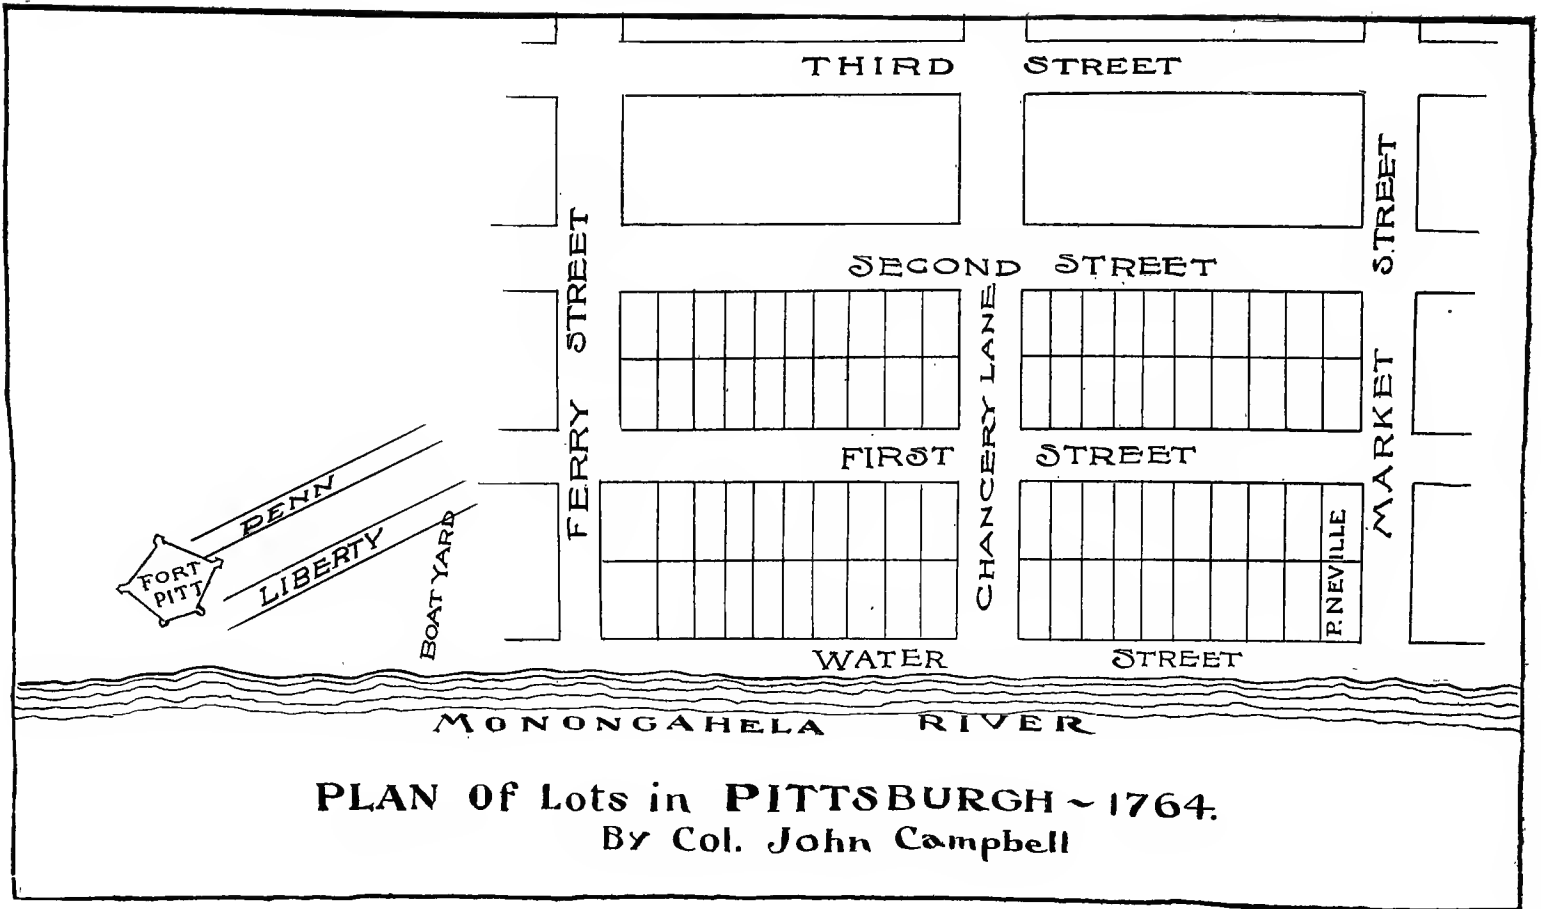 THIRD STREET
SECOND STREET
FERRY STREET
CHANCERY LANE
MARKET STREET
FIRST STREET
PENN
LIBERTY
FORT
PITT
BOAT YARD
P. NEVILLE
WATER STREET
MONONGAHELA RIVER
PLAN Of Lots in PITTSBURGH ~ 1764.
By Col. John Campbell